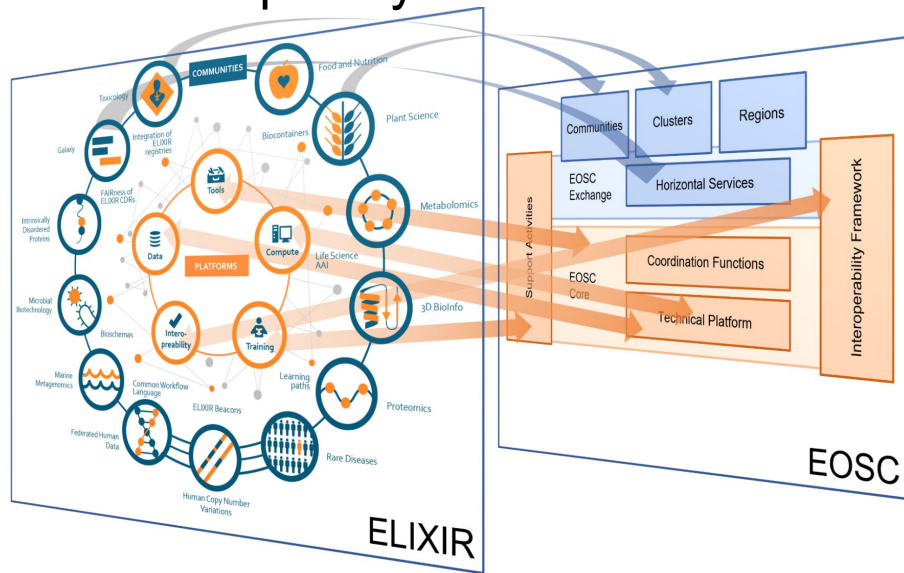 COMMUNITIES
Food and Nutrition
Toxicology
Plant Science
Biocontainers
Integration of
ELIXIR
registries
Galaxy
Tools
FAIRness of
ELIXIR CDRs
Metabolomics
Intrinsically
Disordered
Proteins
Data
Compute
PLATFORMS
Life Science
AAI
Microbial
Biotechnology
3D BioInfo
Bioschemas
Intero-
preability
Training
Marine
Metagenomics
Common Workflow
Language
Learning
paths
ELIXIR Beacons
Proteomics
Federated Human
Data
Rare Diseases
Human Copy Number
Variations
ELIXIR
Communities
Clusters
Regions
EOSC
Exchange
Horizontal Services
Support Activities
EOSC
Core
Coordination Functions
Technical Platform
Interoperability Framework
EOSC